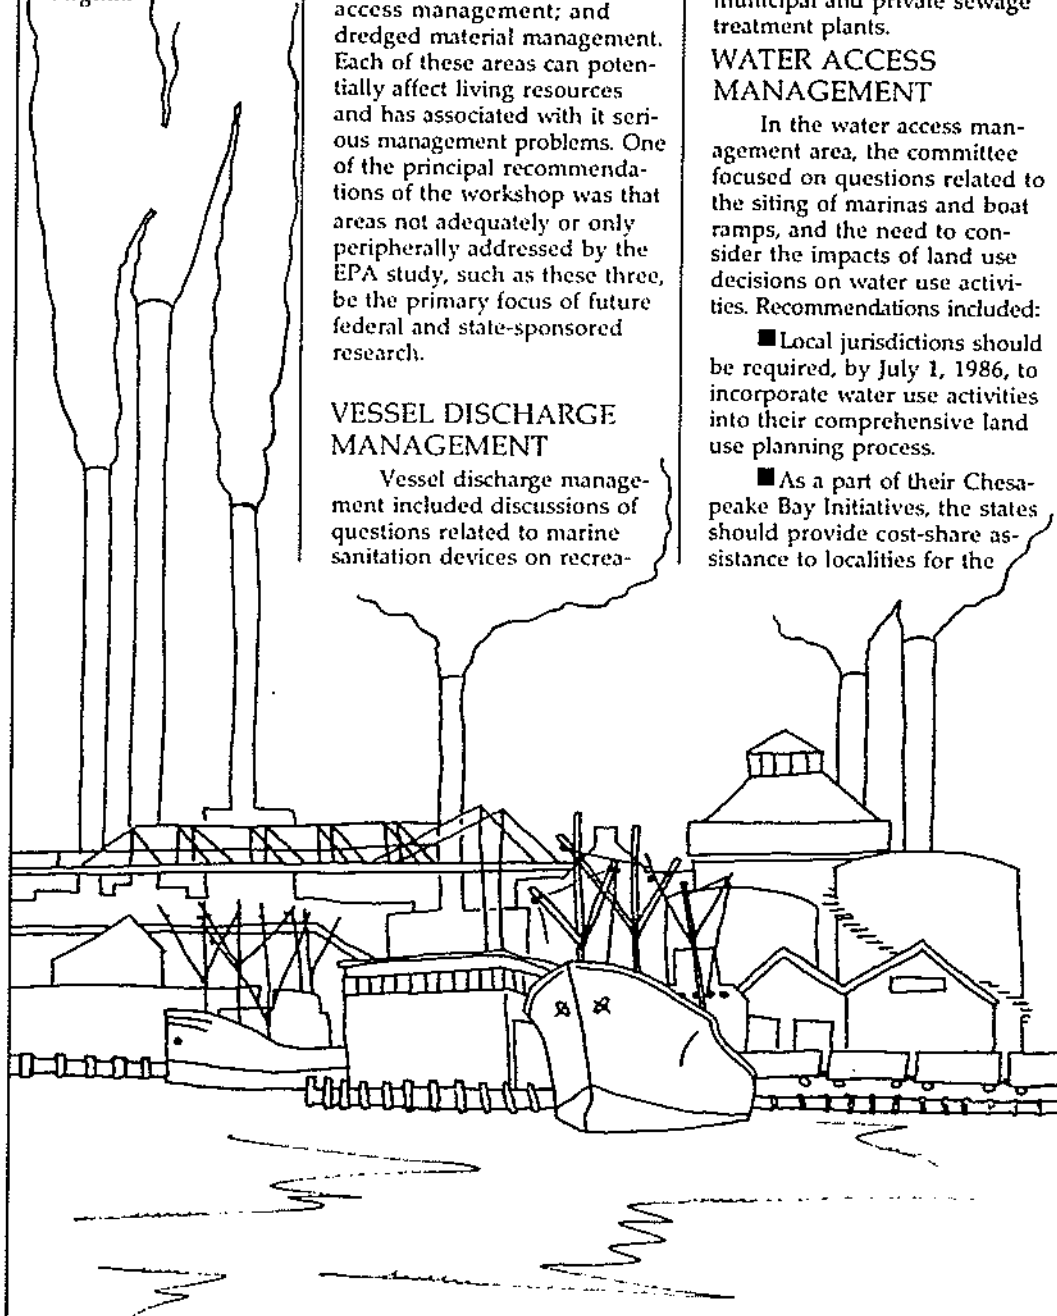 access management; and
dredged material management.
Each of these areas can poten-
tially affect living resources
and has associated with it seri-
ous management problems. One
of the principal recommenda-
tions of the workshop was that
areas not adequately or only
peripherally addressed by the
EPA study, such as these three,
be the primary focus of future
federal and state-sponsored
research.
VESSEL DISCHARGE
MANAGEMENT
Vessel discharge manage-
ment included discussions of
questions related to marine
sanitation devices on recrea-
municipal and private sewage
treatment plants.
WATER ACCESS
MANAGEMENT
In the water access man-
agement area, the committee
focused on questions related to
the siting of marinas and boat
ramps, and the need to con-
sider the impacts of land use
decisions on water use activi-
ties. Recommendations included:
■ Local jurisdictions should
be required, by July 1, 1986, to
incorporate water use activities
into their comprehensive land
use planning process.
■ As a part of their Chesa-
peake Bay Initiatives, the states
should provide cost-share as-
sistance to localities for the